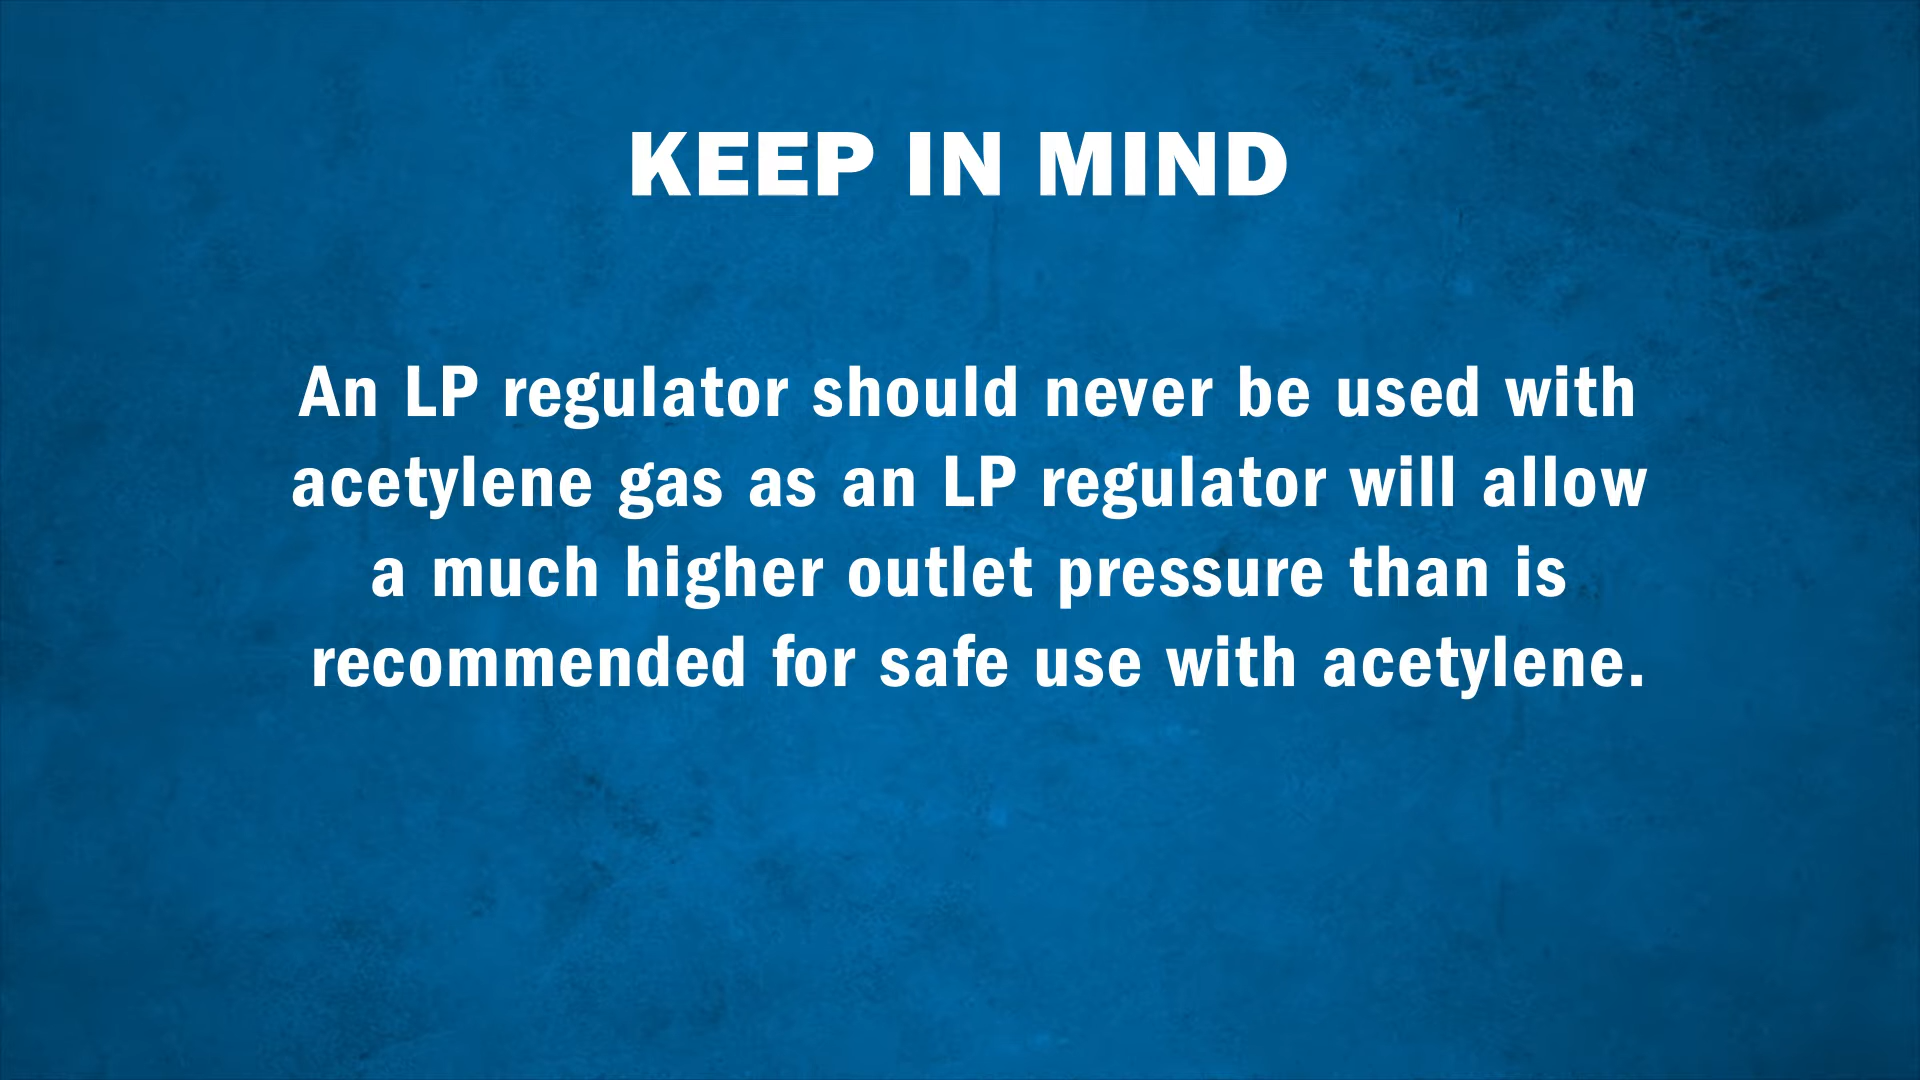 KEEP IN MIND
An LP regulator should never be used with
acetylene gas as an LP regulator will allow
a much higher outlet pressure than is
recommended for safe use with acetylene.